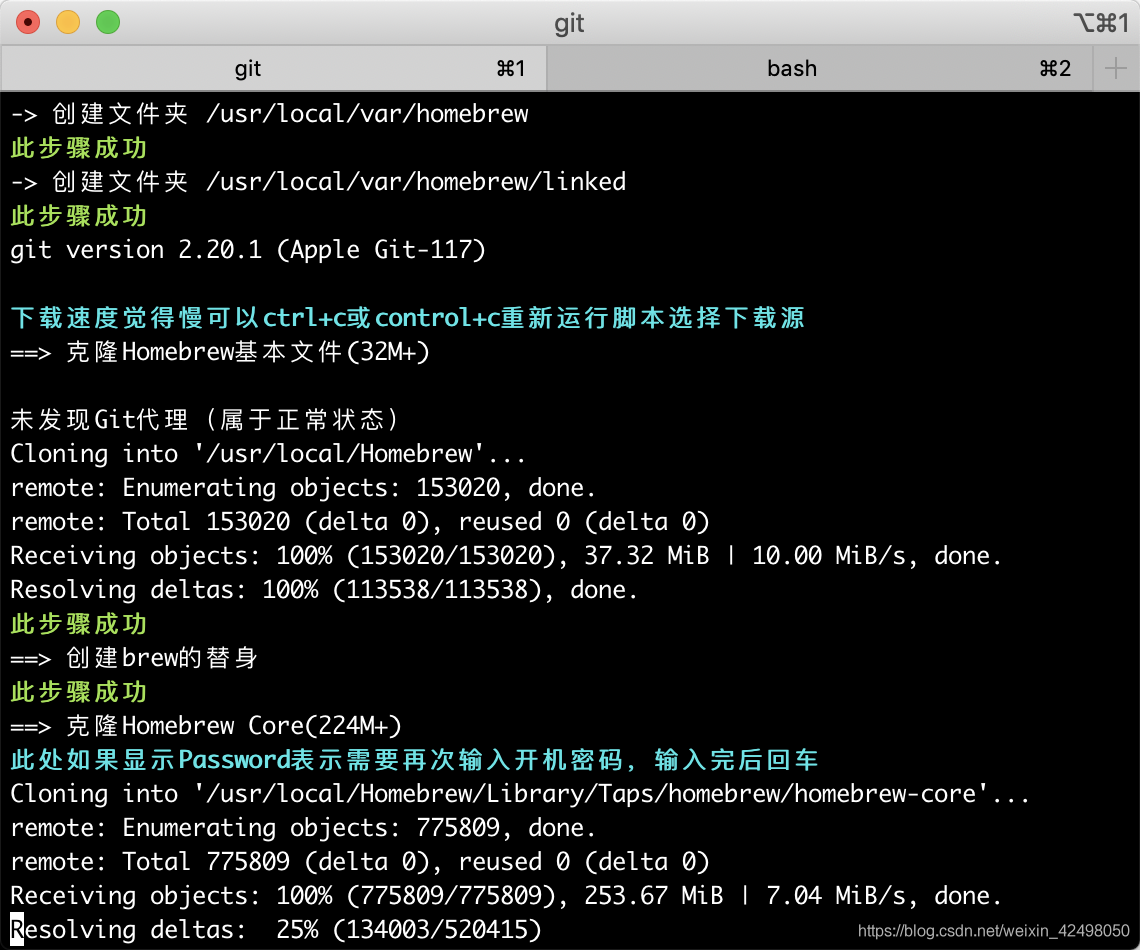 git ⌥⌘1
git ⌘1 bash ⌘2
-> 创建文件夹 /usr/local/var/homebrew
此步骤成功
-> 创建文件夹 /usr/local/var/homebrew/linked
此步骤成功
git version 2.20.1 (Apple Git-117)
下载速度觉得慢可以ctrl+c或control+c重新运行脚本选择下载源
==> 克隆Homebrew基本文件(32M+)
未发现Git代理（属于正常状态）
Cloning into '/usr/local/Homebrew'...
remote: Enumerating objects: 153020, done.
remote: Total 153020 (delta 0), reused 0 (delta 0)
Receiving objects: 100% (153020/153020), 37.32 MiB | 10.00 MiB/s, done.
Resolving deltas: 100% (113538/113538), done.
此步骤成功
==> 创建brew的替身
此步骤成功
==> 克隆Homebrew Core(224M+)
此处如果显示Password表示需要再次输入开机密码，输入完后回车
Cloning into '/usr/local/Homebrew/Library/Taps/homebrew/homebrew-core'...
remote: Enumerating objects: 775809, done.
remote: Total 775809 (delta 0), reused 0 (delta 0)
Receiving objects: 100% (775809/775809), 253.67 MiB | 7.04 MiB/s, done.
Resolving deltas:  25% (134003/520415)
https://blog.csdn.net/weixin_42498050